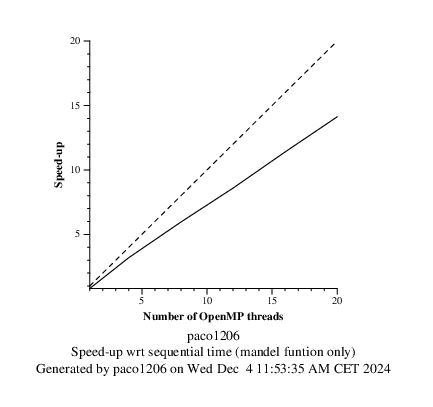 20
15
10
5
Speed-up
5 10 15 20
Number of OpenMP threads
paco1206
Speed-up wrt sequential time (mandel funtion only)
Generated by paco1206 on Wed Dec 4 11:53:35 AM CET 2024